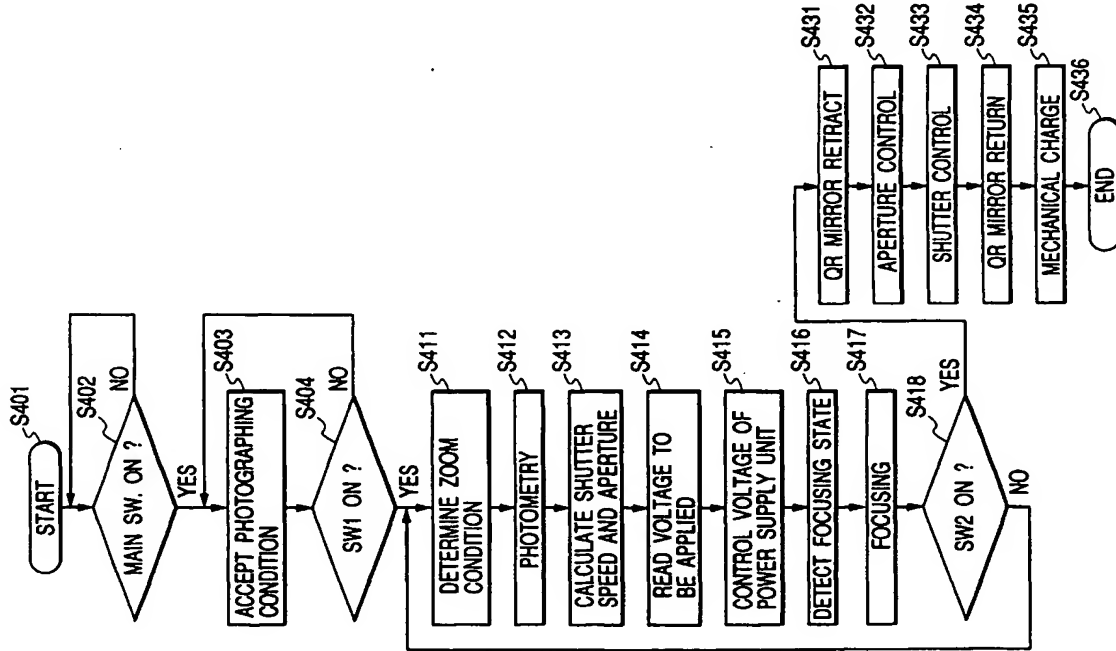 START
S401
MAIN SW. ON ?
S402
NO
YES
ACCEPT PHOTOGRAPHING
CONDITION
S403
SW1 ON ?
S404
NO
YES
DETERMINE ZOOM
CONDITION
S411
PHOTOMETRY
S412
CALCULATE SHUTTER
SPEED AND APERTURE
S413
READ VOLTAGE TO
BE APPLIED
S414
CONTROL VOLTAGE OF
POWER SUPPLY UNIT
S415
DETECT FOCUSING STATE
S416
FOCUSING
S417
SW2 ON ?
S418
YES
NO
QR MIRROR RETRACT
S431
APERTURE CONTROL
S432
SHUTTER CONTROL
S433
QR MIRROR RETURN
S434
MECHANICAL CHARGE
S435
END
S436